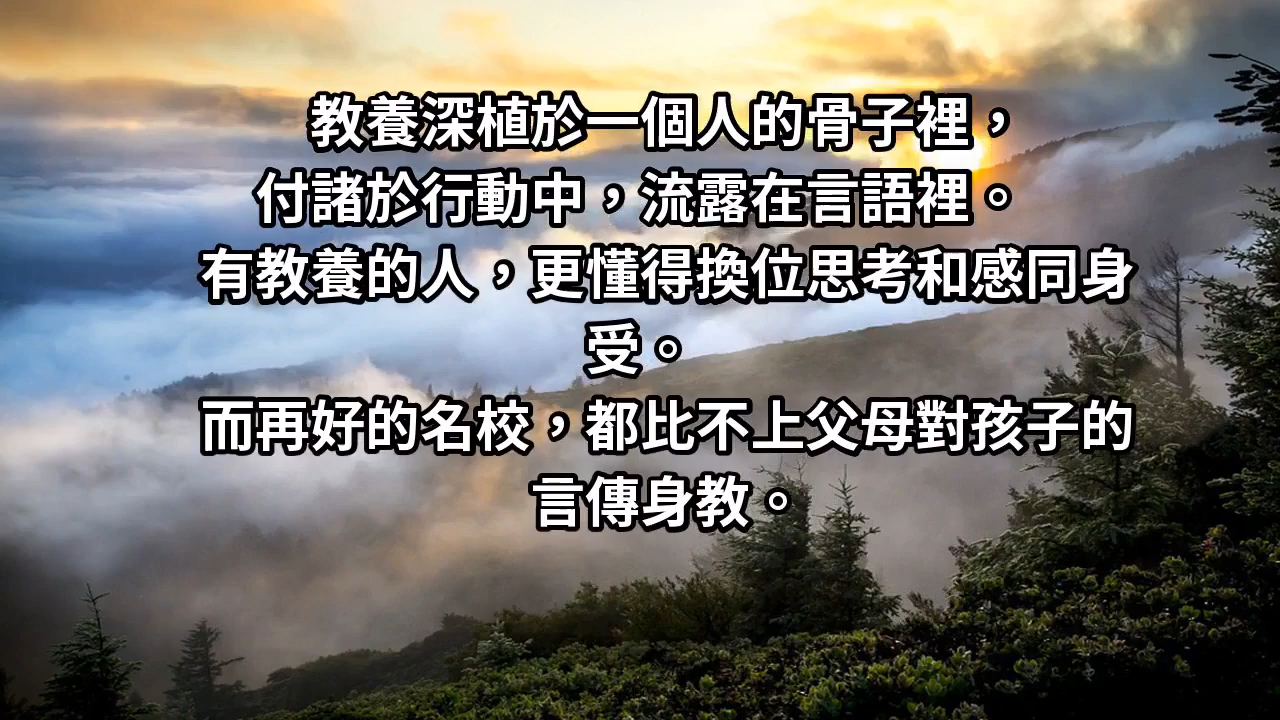 教養深植於一個人的骨子裡，
付諸於行動中，流露在言語裡。
有教養的人，更懂得換位思考和感同身
受。
而再好的名校，都比不上父母對孩子的
言傳身教。